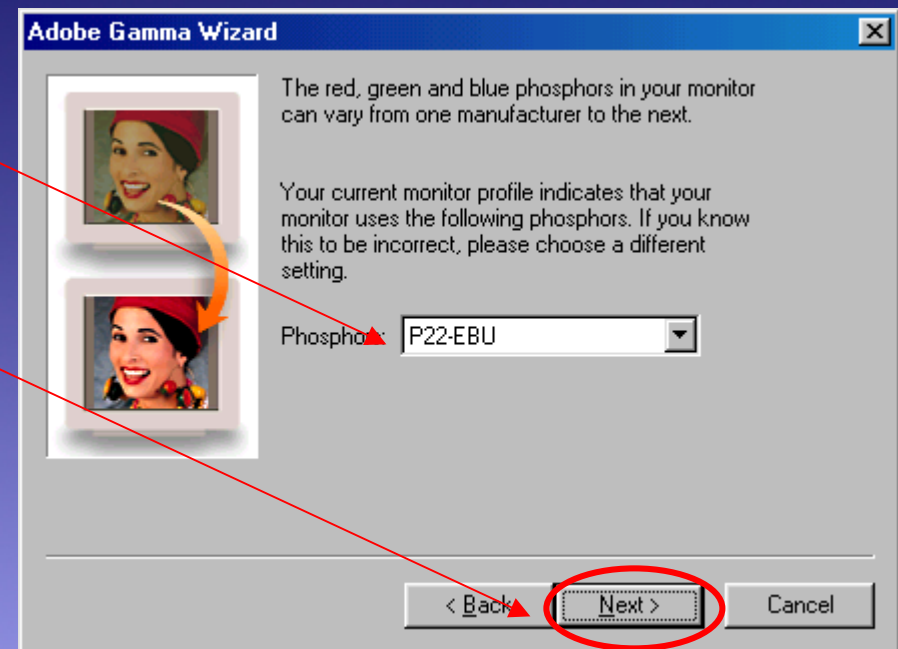 Adobe Gamma Wizard
The red, green and blue phosphors in your monitor
can vary from one manufacturer to the next.
Your current monitor profile indicates that your
monitor uses the following phosphors. If you know
this to be incorrect, please choose a different
setting.
Phosphors: P22-EBU
< Back Next > Cancel